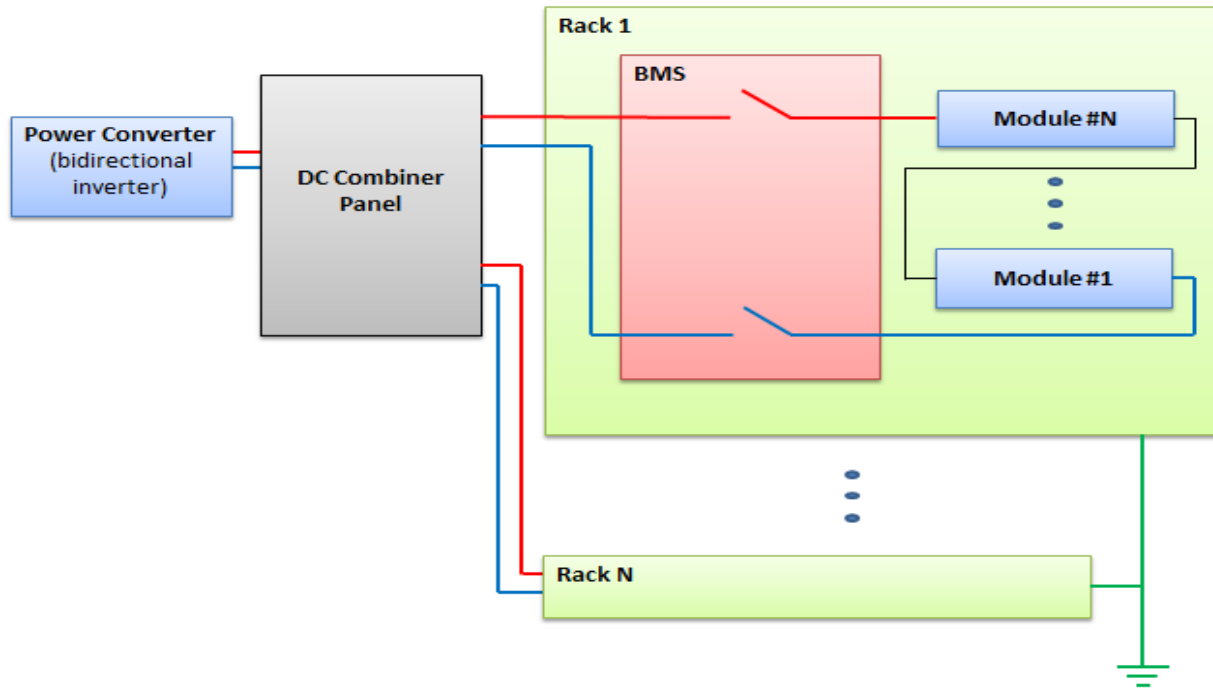 Rack 1
BMS
Power Converter
(bidirectional
inverter)
DC Combiner
Panel
Module #N
Module #1
Rack N